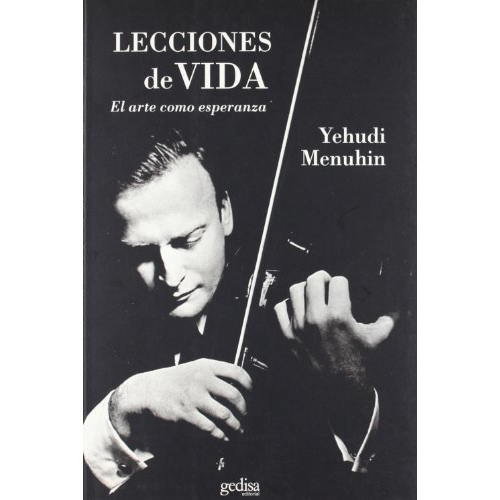 LECCIONES
de VIDA
El arte como esperanza
Yehudi
Menuhin
gedisa
editorial